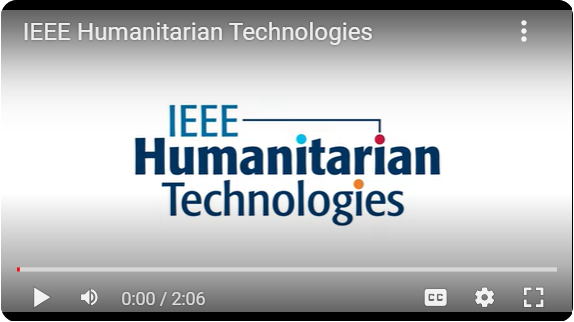 IEEE Humanitarian Technologies
IEEE
Humanitarian
Technologies
0:00 / 2:06
CC